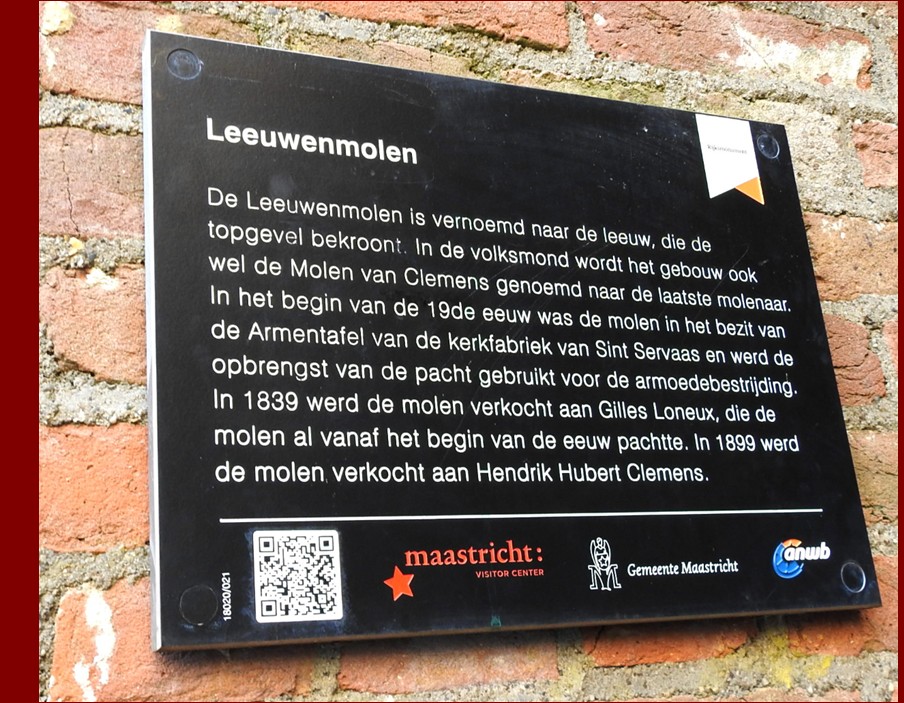 Leeuwenmolen
De Leeuwenmolen is vernoemd naar de leeuw, die de
topgevel bekroont. In de volksmond wordt het gebouw ook
wel de Molen van Clemens genoemd naar de laatste molenaar.
In het begin van de 19de eeuw was de molen in het bezit van
de Armentafel van de kerkfabriek van Sint Servaas en werd de
opbrengst van de pacht gebruikt voor de armoedebestrijding.
In 1839 werd de molen verkocht aan Gilles Loneux, die de
molen al vanaf het begin van de eeuw pachtte. In 1899 werd
de molen verkocht aan Hendrik Hubert Clemens.
18020/021
maastricht:
VISITOR CENTER
Gemeente Maastricht
anwb